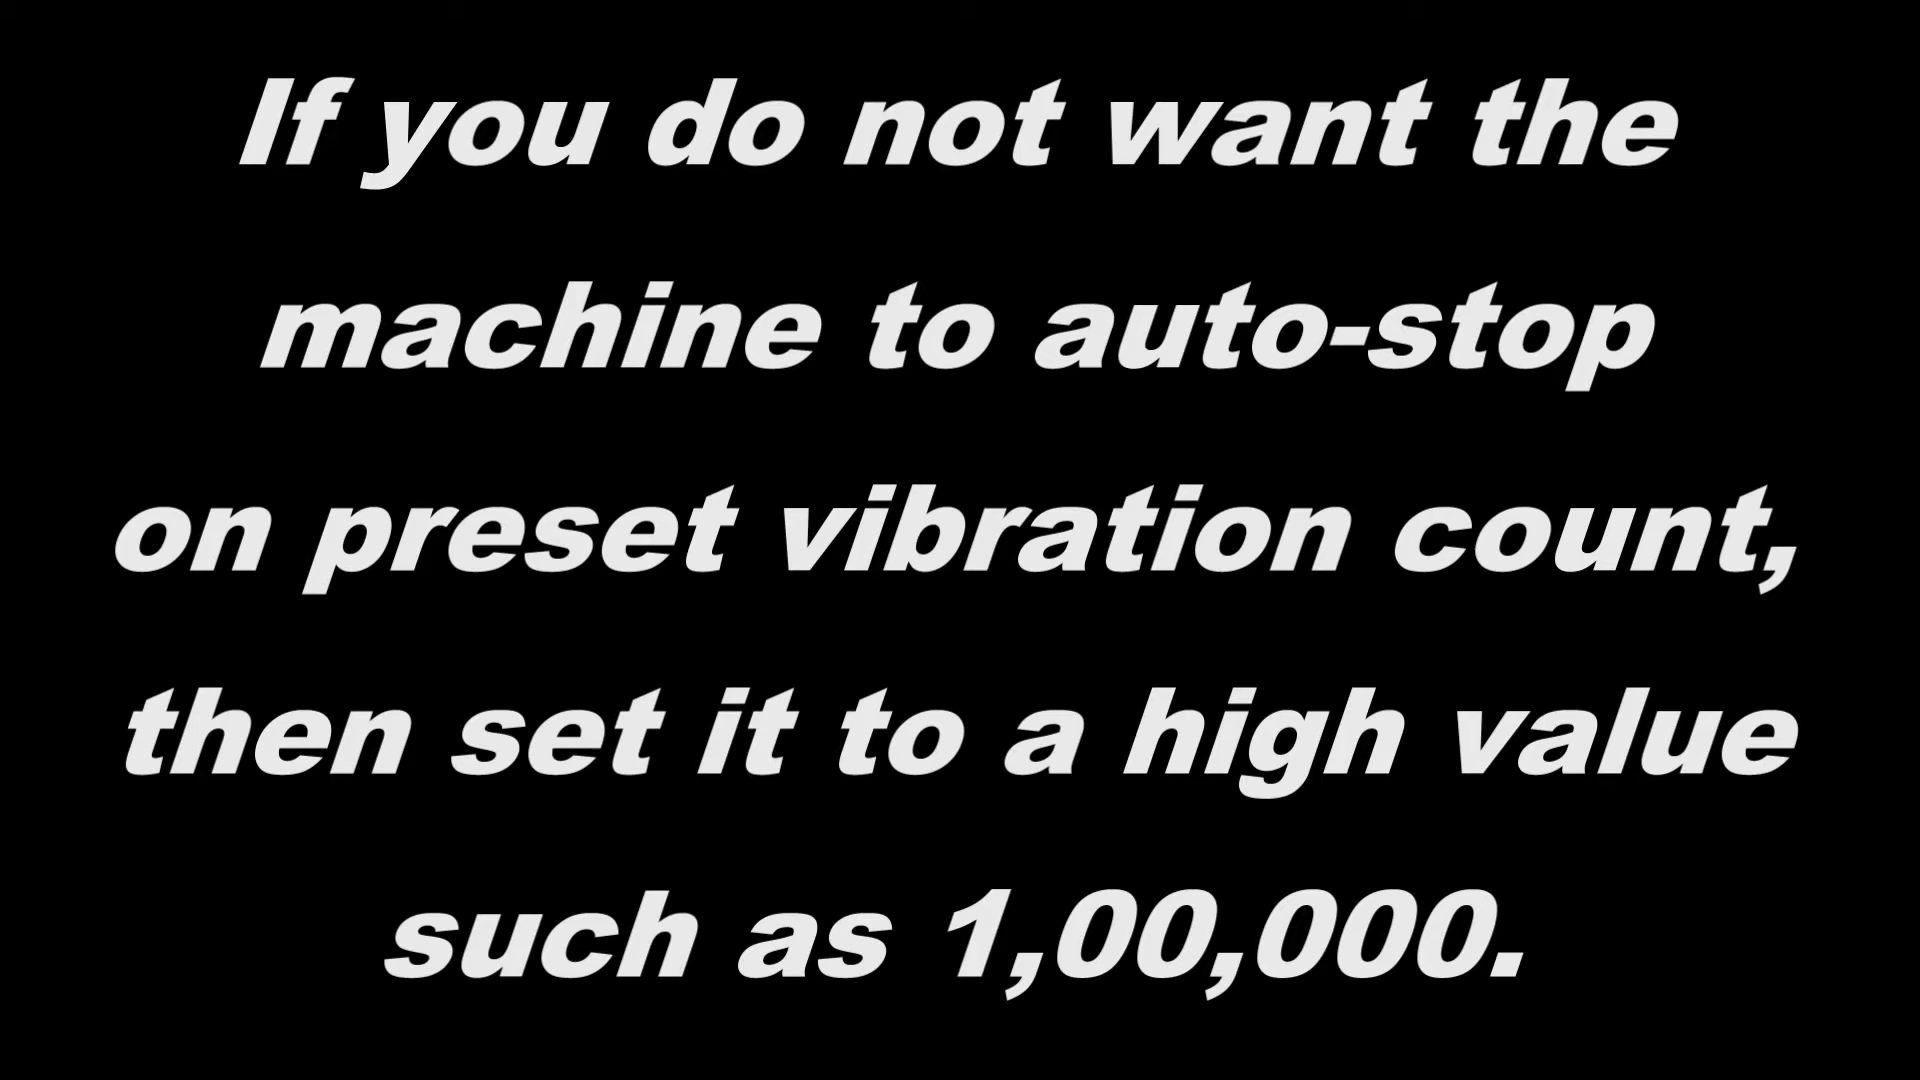 If you do not want the
machine to auto-stop
on preset vibration count,
then set it to a high value
such as 1,00,000.